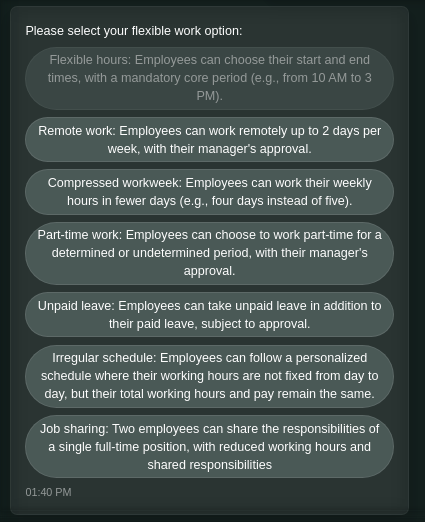 Please select your flexible work option:
Flexible hours: Employees can choose their start and end
times, with a mandatory core period (e.g., from 10 AM to 3
PM).
Remote work: Employees can work remotely up to 2 days per
week, with their manager's approval.
Compressed workweek: Employees can work their weekly
hours in fewer days (e.g., four days instead of five).
Part-time work: Employees can choose to work part-time for a
determined or undetermined period, with their manager's
approval.
Unpaid leave: Employees can take unpaid leave in addition to
their paid leave, subject to approval.
Irregular schedule: Employees can follow a personalized
schedule where their working hours are not fixed from day to
day, but their total working hours and pay remain the same.
Job sharing: Two employees can share the responsibilities of
a single full-time position, with reduced working hours and
shared responsibilities
01:40 PM